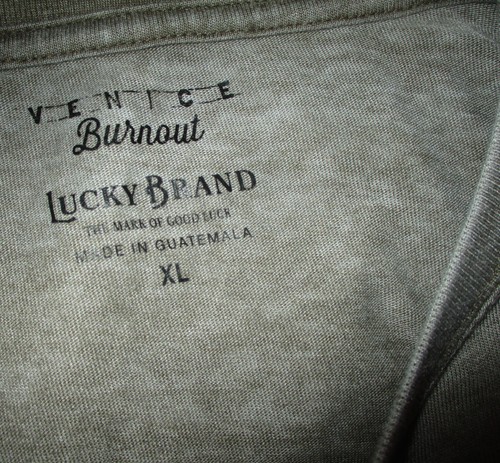 VENICE
Burnout
LUCKY BRAND
THE MARK OF GOOD LUCK
MADE IN GUATEMALA
XL